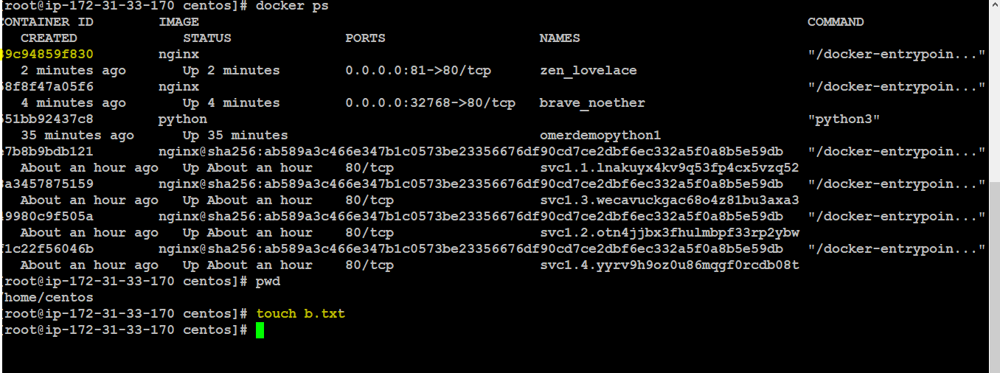 [root@ip-172-31-33-170 centos]# docker ps
CONTAINER ID IMAGE COMMAND
CREATED STATUS PORTS NAMES
39c94859f830 nginx "/docker-entrypoin..."
2 minutes ago Up 2 minutes 0.0.0.0:81->80/tcp zen_lovelace
68f8f47a05f6 nginx "/docker-entrypoin..."
4 minutes ago Up 4 minutes 0.0.0.0:32768->80/tcp brave_noether
551bb92437c8 python "python3"
35 minutes ago Up 35 minutes omerdemopython1
e7b8b9bdb121 nginx@sha256:ab589a3c466e347b1c0573be23356676df90cd7ce2dbf6ec332a5f0a8b5e59db "/docker-entrypoin..."
About an hour ago Up About an hour 80/tcp svc1.1.lnakuyx4kv9q53fp4cx5vzq52
8a3457875159 nginx@sha256:ab589a3c466e347b1c0573be23356676df90cd7ce2dbf6ec332a5f0a8b5e59db "/docker-entrypoin..."
About an hour ago Up About an hour 80/tcp svc1.3.wecavuckgac68o4z81bu3axa3
49980c9f505a nginx@sha256:ab589a3c466e347b1c0573be23356676df90cd7ce2dbf6ec332a5f0a8b5e59db "/docker-entrypoin..."
About an hour ago Up About an hour 80/tcp svc1.2.otn4jjbx3fhulmbpf33rp2ybw
f1c22f56046b nginx@sha256:ab589a3c466e347b1c0573be23356676df90cd7ce2dbf6ec332a5f0a8b5e59db "/docker-entrypoin..."
About an hour ago Up About an hour 80/tcp svc1.4.yyrv9h9oz0u86mqgf0rcdb08t
[root@ip-172-31-33-170 centos]# pwd
/home/centos
[root@ip-172-31-33-170 centos]# touch b.txt
[root@ip-172-31-33-170 centos]#